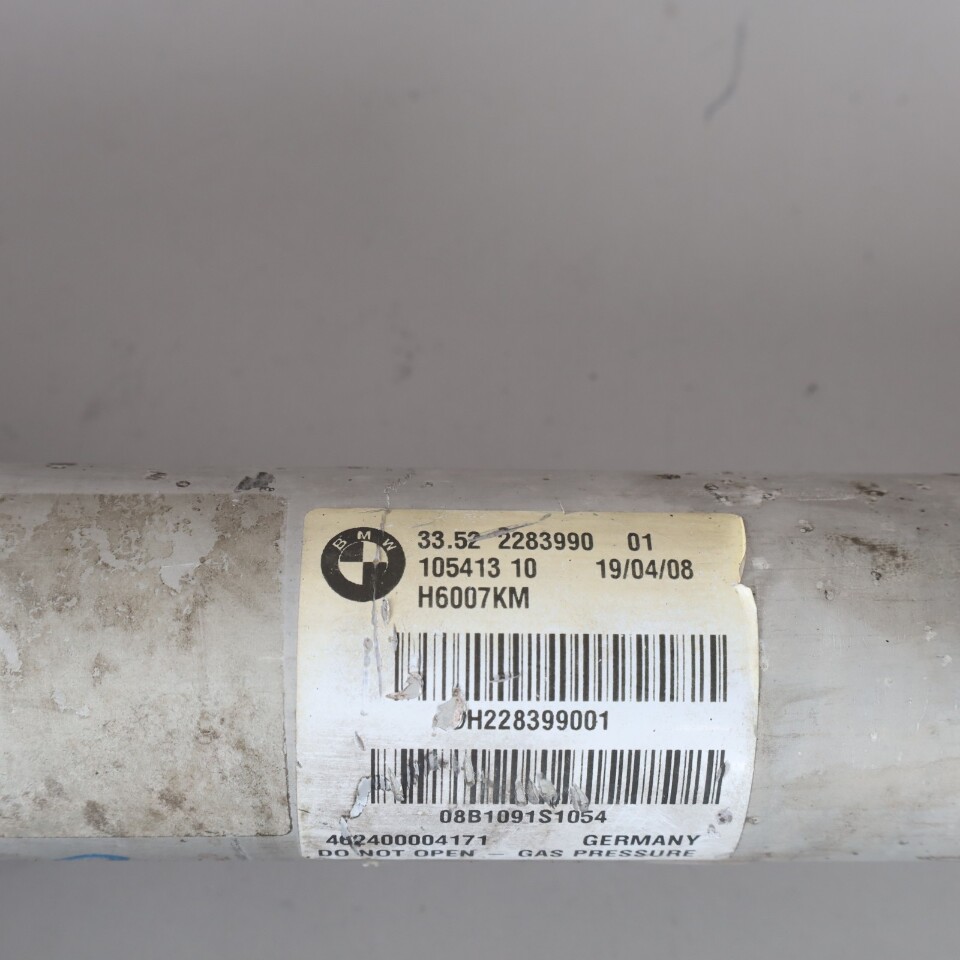 BMW
33.52 2283990 01
105413 10 19/04/08
H6007KM
H228399001
08B1091S1054
462400004171 GERMANY
DO NOT OPEN – GAS PRESSURE